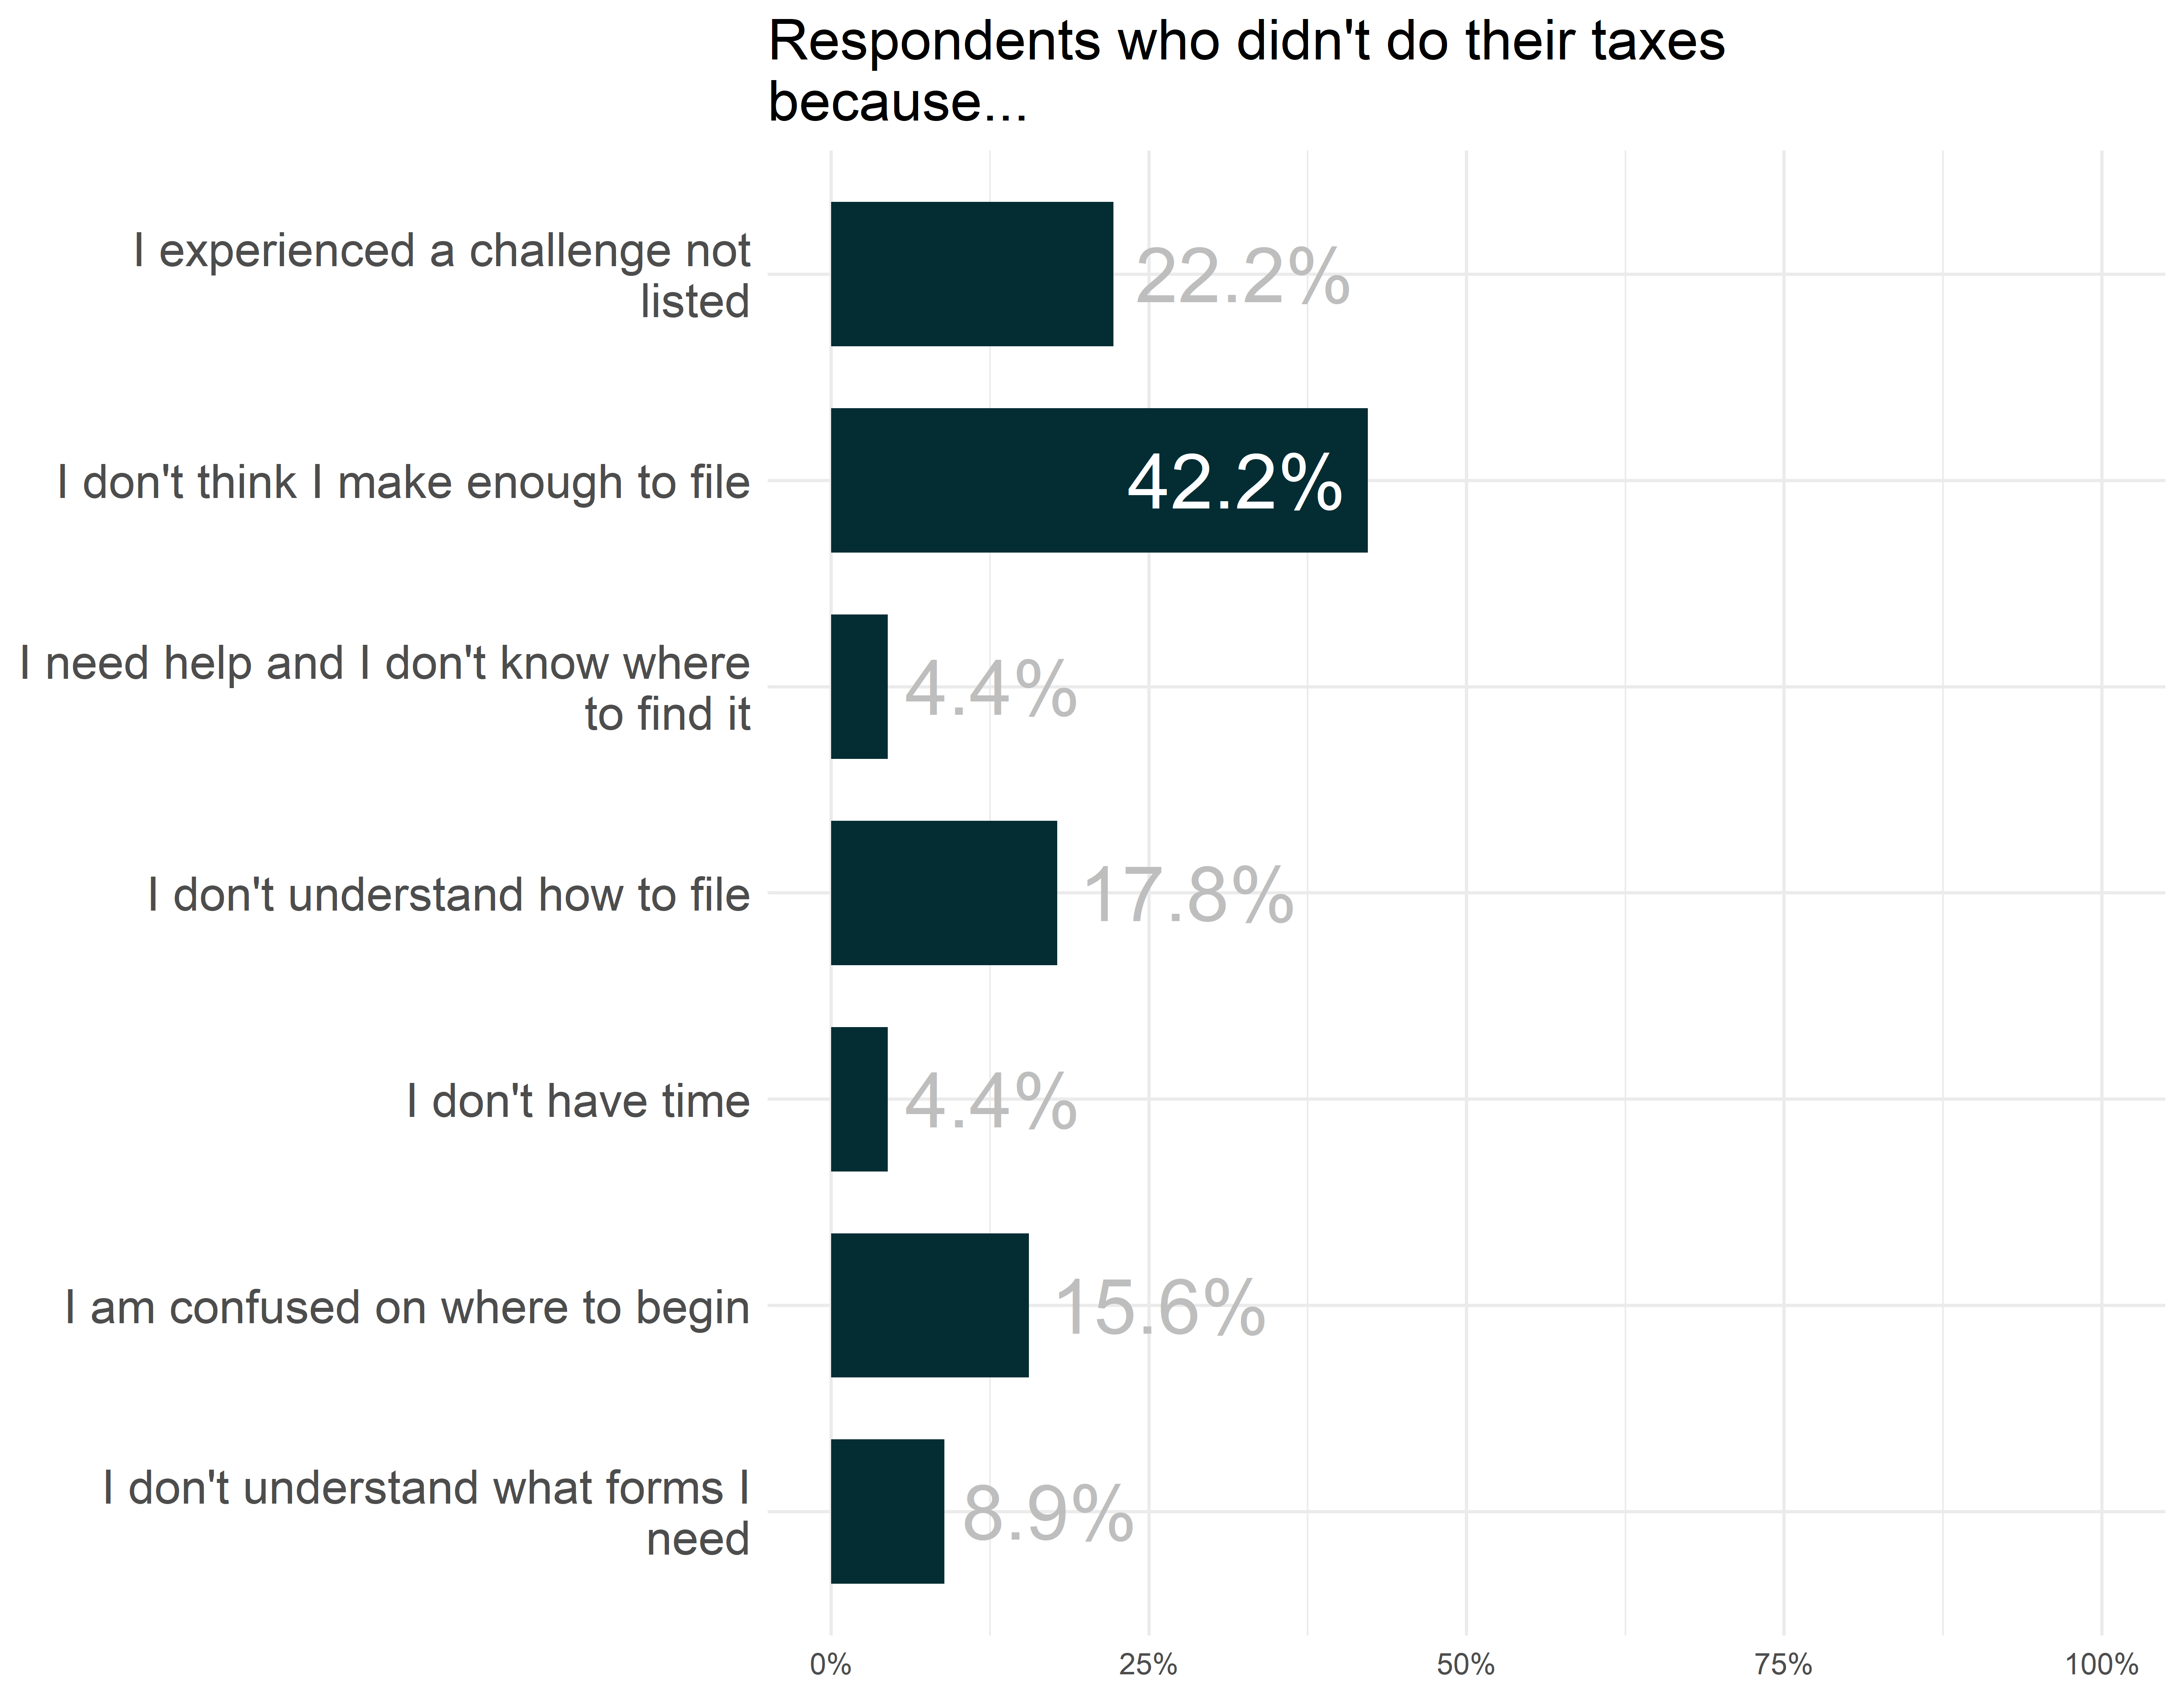 Respondents who didn't do their taxes
because...
I experienced a challenge not
listed
22.2%
I don't think I make enough to file
42.2%
I need help and I don't know where
to find it
4.4%
I don't understand how to file
17.8%
I don't have time
4.4%
I am confused on where to begin
15.6%
I don't understand what forms I
need
8.9%
0% 25% 50% 75% 100%